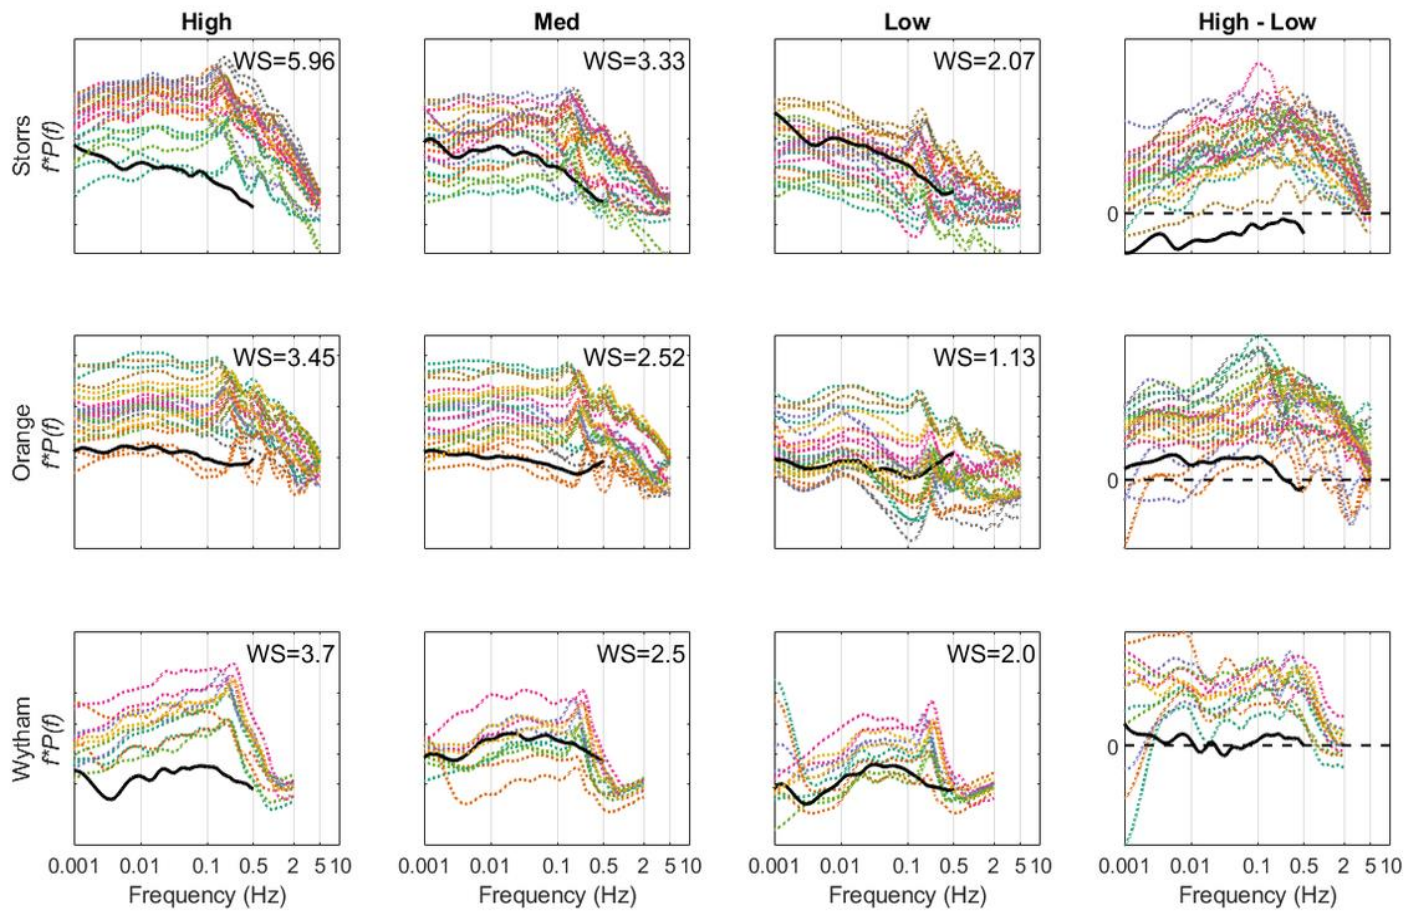 High Med Low High - Low
Storrs
f*P(f)
WS=5.96 WS=3.33 WS=2.07
0
Orange
f*P(f)
WS=3.45 WS=2.52 WS=1.13
0
Wytham
f*P(f)
WS=3.7 WS=2.5 WS=2.0
0
0.001 0.01 0.1 0.5 2 5 10 0.001 0.01 0.1 0.5 2 5 10 0.001 0.01 0.1 0.5 2 5 10 0.001 0.01 0.1 0.5 2 5 10
Frequency (Hz) Frequency (Hz) Frequency (Hz) Frequency (Hz)